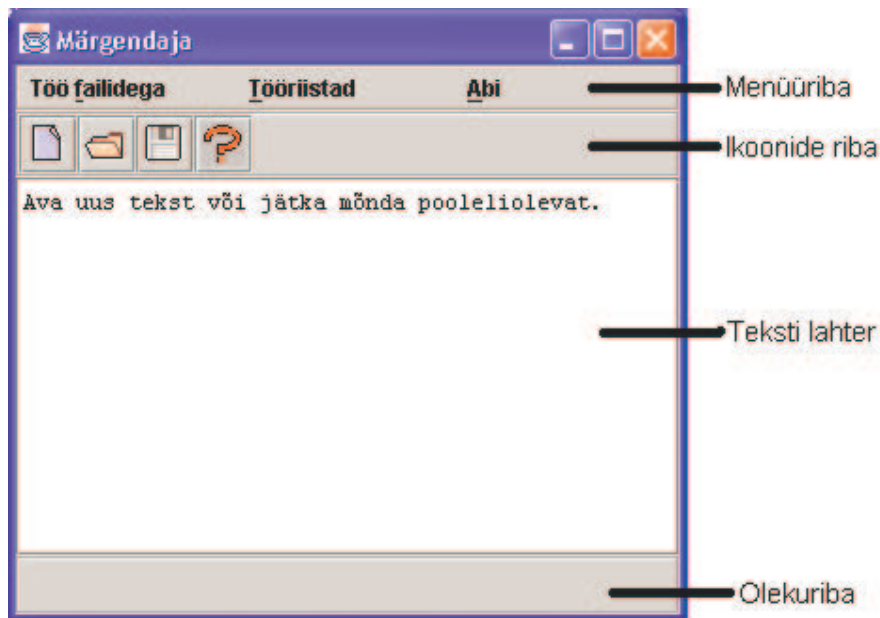 Märgendaja
Töö failidega Tööriistad Abi
Menüüriba
Ikoonide riba
Ava uus tekst või jätka mõnda pooleliolevat.
Teksti lahter
Olekuriba